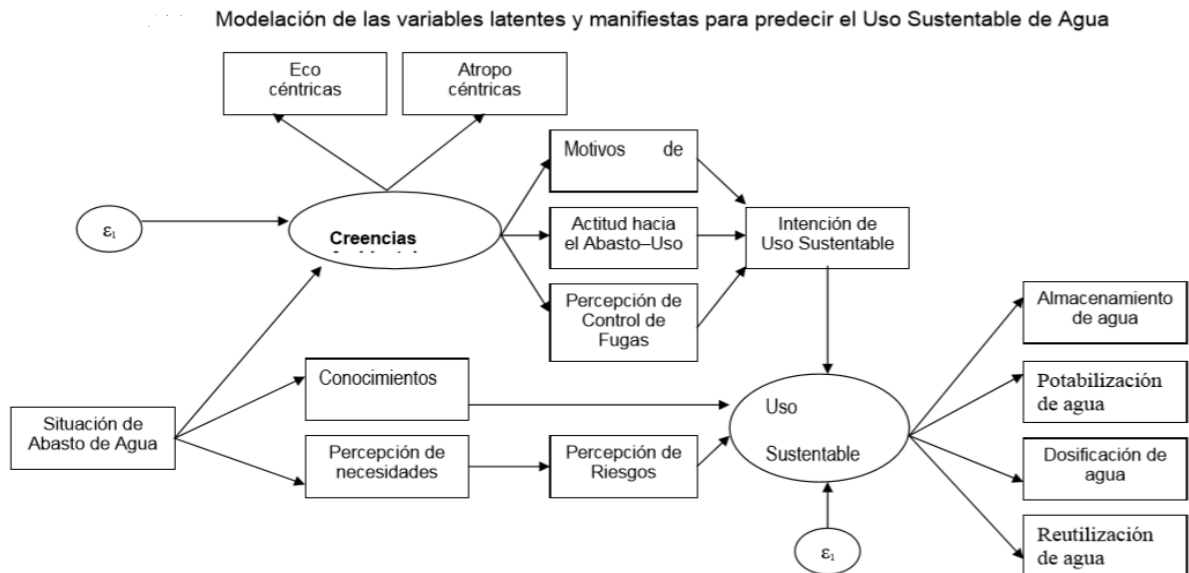 Modelación de las variables latentes y manifiestas para predecir el Uso Sustentable de Agua
Eco
céntricas
Atropo
céntricas
Motivos de
ε₁
Creencias
Actitud hacia
el Abasto–Uso
Intención de
Uso Sustentable
Percepción de
Control de
Fugas
Almacenamiento
de agua
Conocimientos
Situación de
Abasto de Agua
Uso
Sustentable
Potabilización
de agua
Percepción de
necesidades
Percepción de
Riesgos
Dosificación de
agua
ε₁
Reutilización
de agua